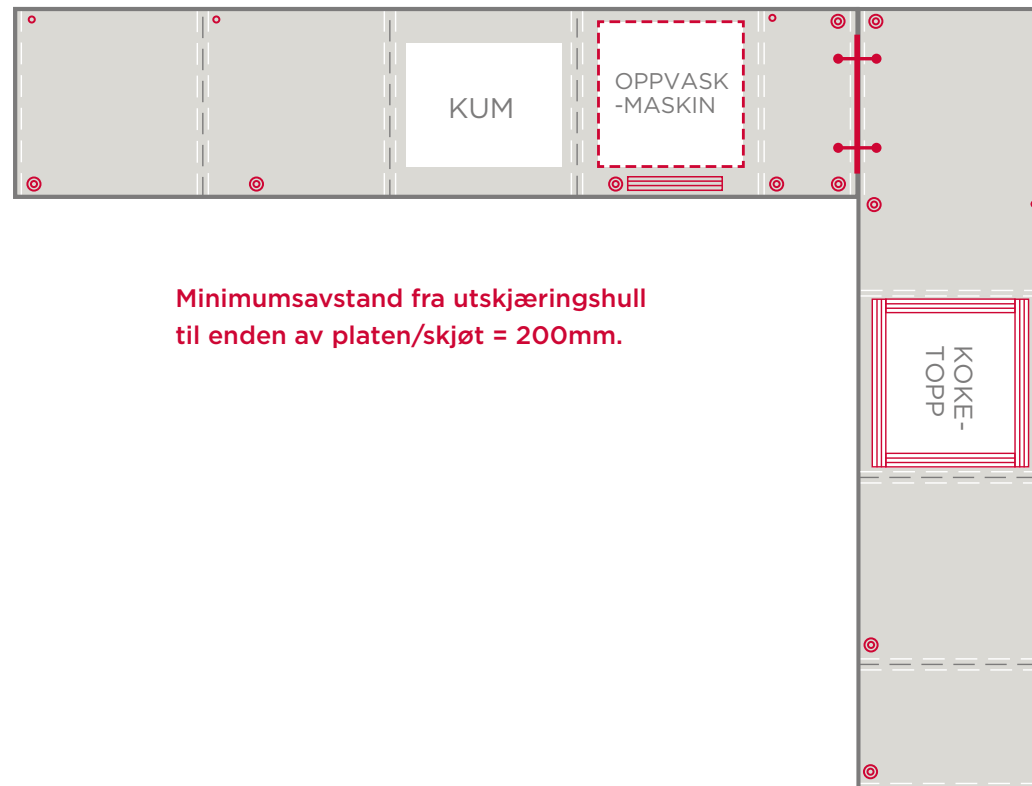 KUM
OPPVASK
-MASKIN
Minimumsavstand fra utskjæringshull
til enden av platen/skjøt = 200mm.
KOKE-
TOPP